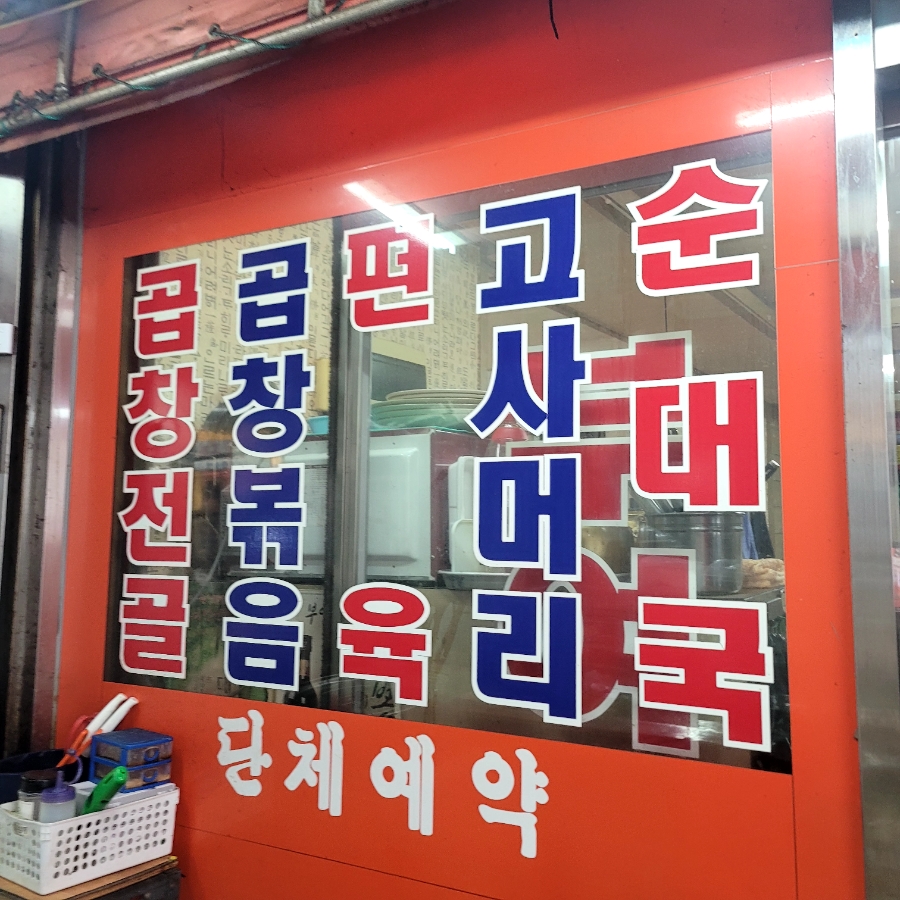 순대국
고사머리
편육
곱창볶음
곱창전골
단체예약